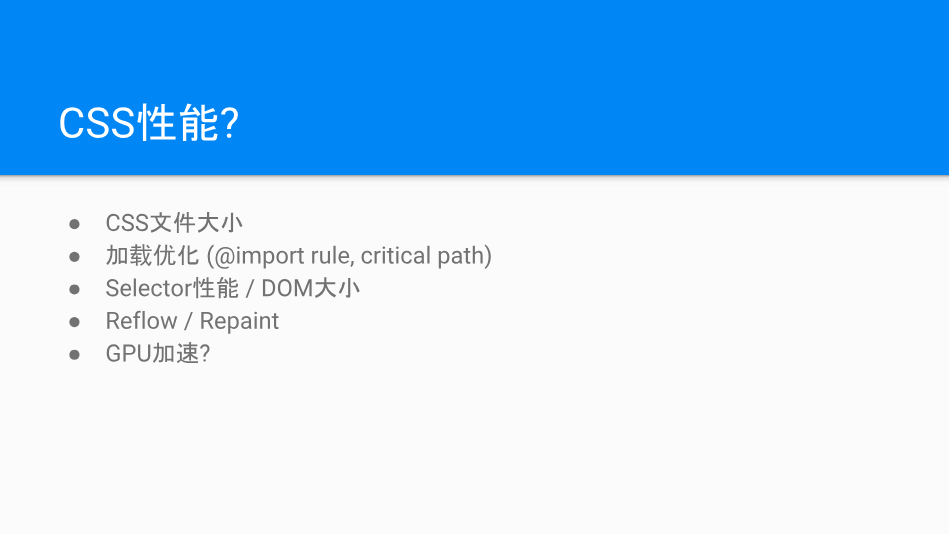 CSS性能?
● CSS文件大小
● 加载优化 (@import rule, critical path)
● Selector性能 / DOM大小
● Reflow / Repaint
● GPU加速?